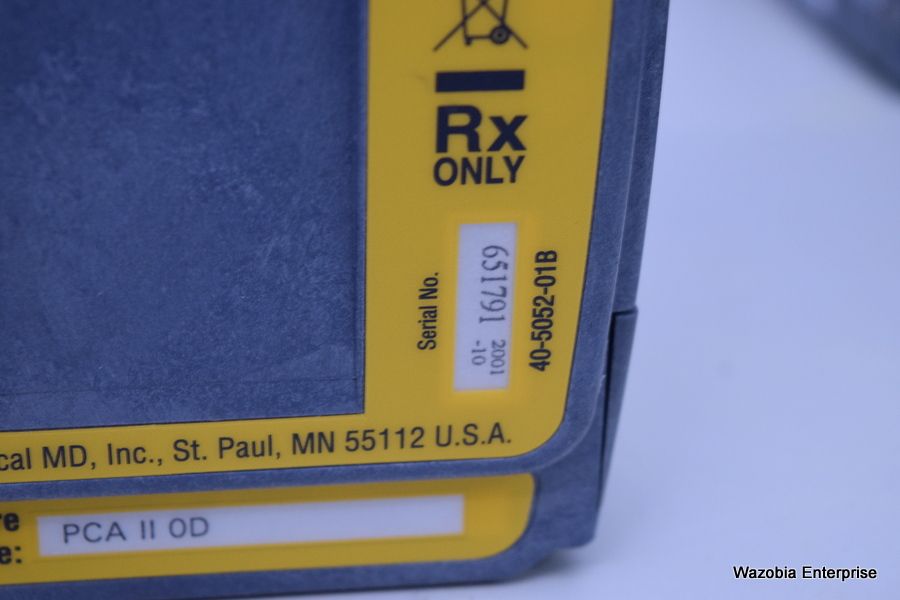 Rx
ONLY
Serial No.
651791 2001
-10
40-5052-01B
cal MD, Inc., St. Paul, MN 55112 U.S.A.
re
e:
PCA II 0D
Wazobia Enterprise